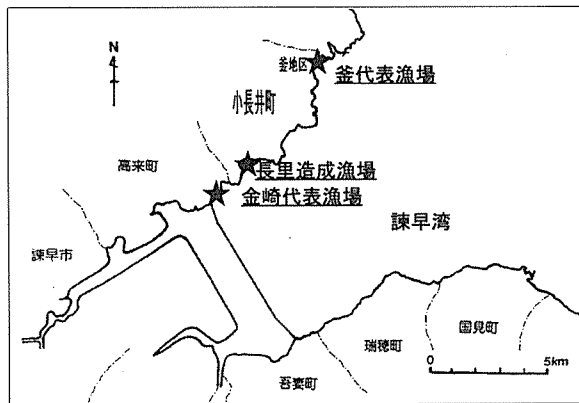 N
釜地区
釜代表漁場
小長井町
高来町
長里造成漁場
金崎代表漁場
諫早湾
諫早市
国見町
瑞穂町
吾妻町
0
5km